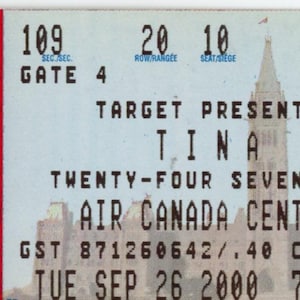 109 20 10
SEC./SEC. ROW/RANGÉE SEAT/SIÈGE
GATE 4
TARGET PRESENT
TINA
TWENTY-FOUR SEVEN
AIR CANADA CENT
GST 871260642/.40
TUE SEP 26 2000